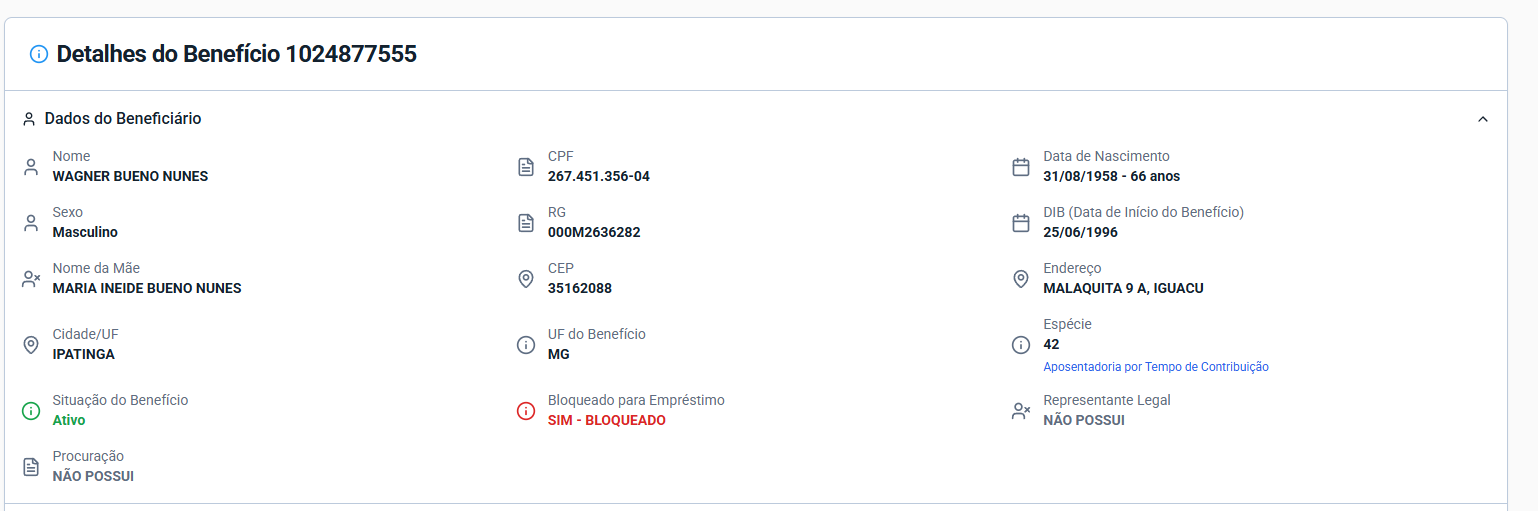 Detalhes do Benefício 1024877555
Dados do Beneficiário
Nome
WAGNER BUENO NUNES
CPF
267.451.356-04
Data de Nascimento
31/08/1958 - 66 anos
Sexo
Masculino
RG
000M2636282
DIB (Data de Início do Benefício)
25/06/1996
Nome da Mãe
MARIA INEIDE BUENO NUNES
CEP
35162088
Endereço
MALAQUITA 9 A, IGUACU
Cidade/UF
IPATINGA
UF do Benefício
MG
Espécie
42
Aposentadoria por Tempo de Contribuição
Situação do Benefício
Ativo
Bloqueado para Empréstimo
SIM - BLOQUEADO
Representante Legal
NÃO POSSUI
Procuração
NÃO POSSUI